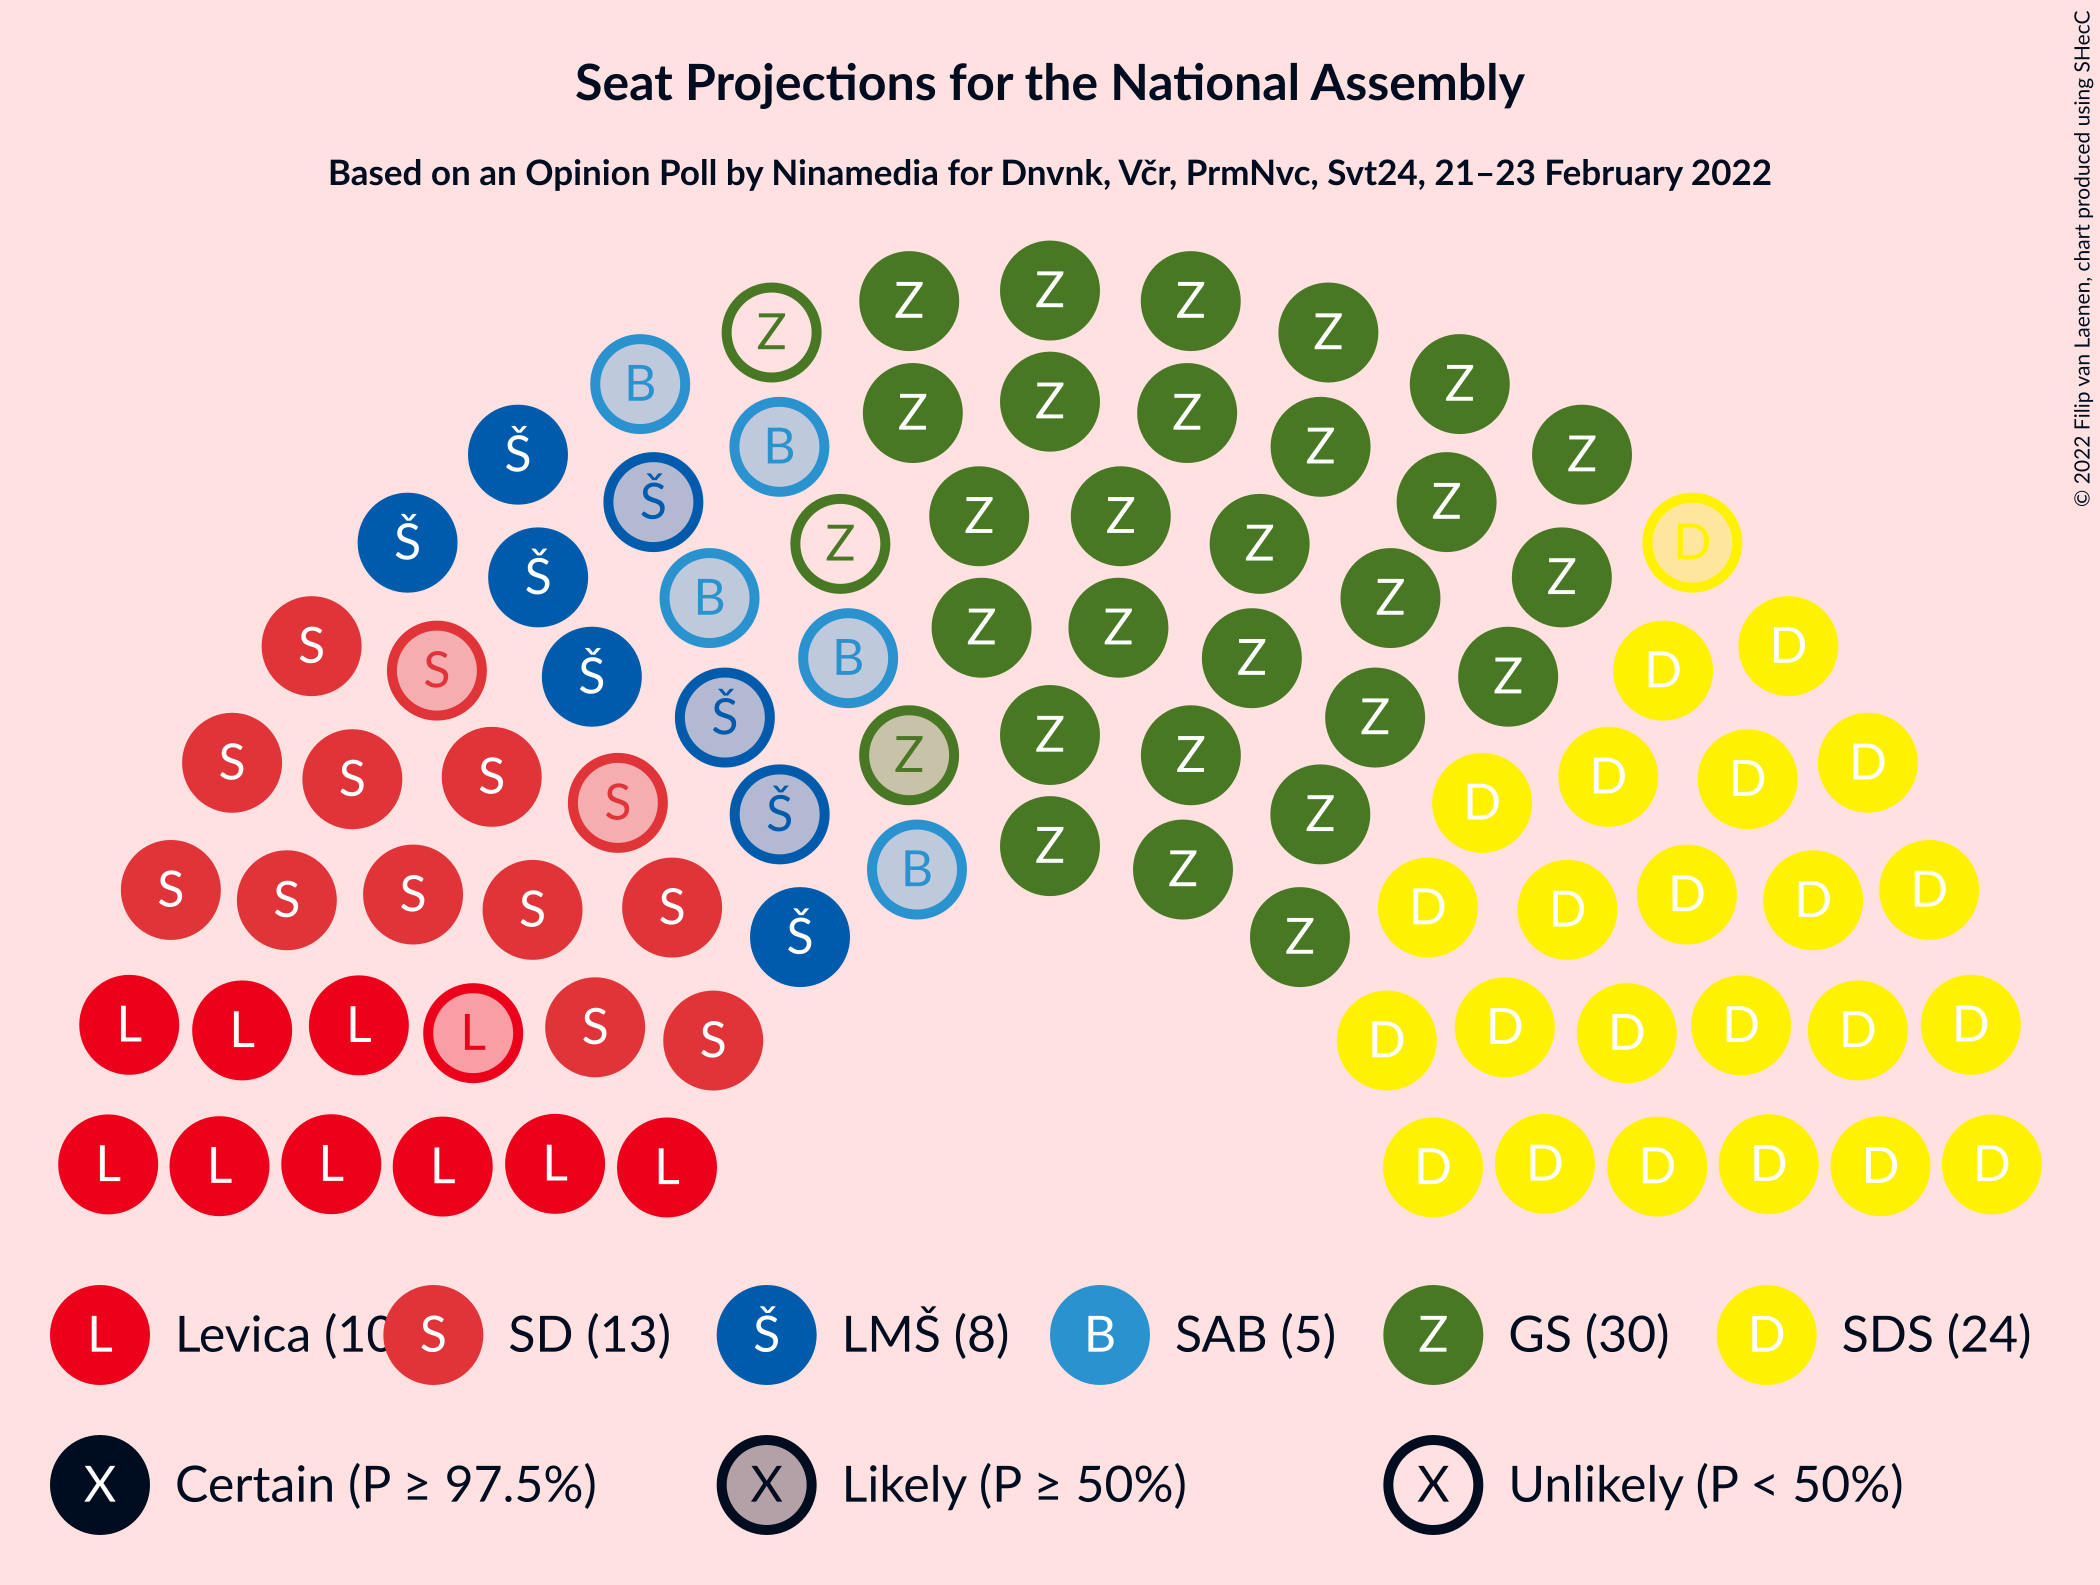 Seat Projections for the National Assembly
Based on an Opinion Poll by Ninamedia for Dnvnk, Včr, PrmNvc, Svt24, 21–23 February 2022
© 2022 Filip van Laenen, chart produced using SHecC
Z Z Z Z Z
B Z
Z Z Z Z
B Z
Š Z
Š Z Z
Š Z Z Z D
Š B Z Z
Z Z Z
S B Z D
S Š Z D
Š Z D
S S S Z Z Z D D D
S Š Z D
S S S S S D D D D D
B Z
Š Z
L L L L S S D D D D D D
L L L L L L D D D D D D
L Levica (10 S SD (13) Š LMŠ (8) B SAB (5) Z GS (30) D SDS (24)
X Certain (P ≥ 97.5%) X Likely (P ≥ 50%) X Unlikely (P < 50%)